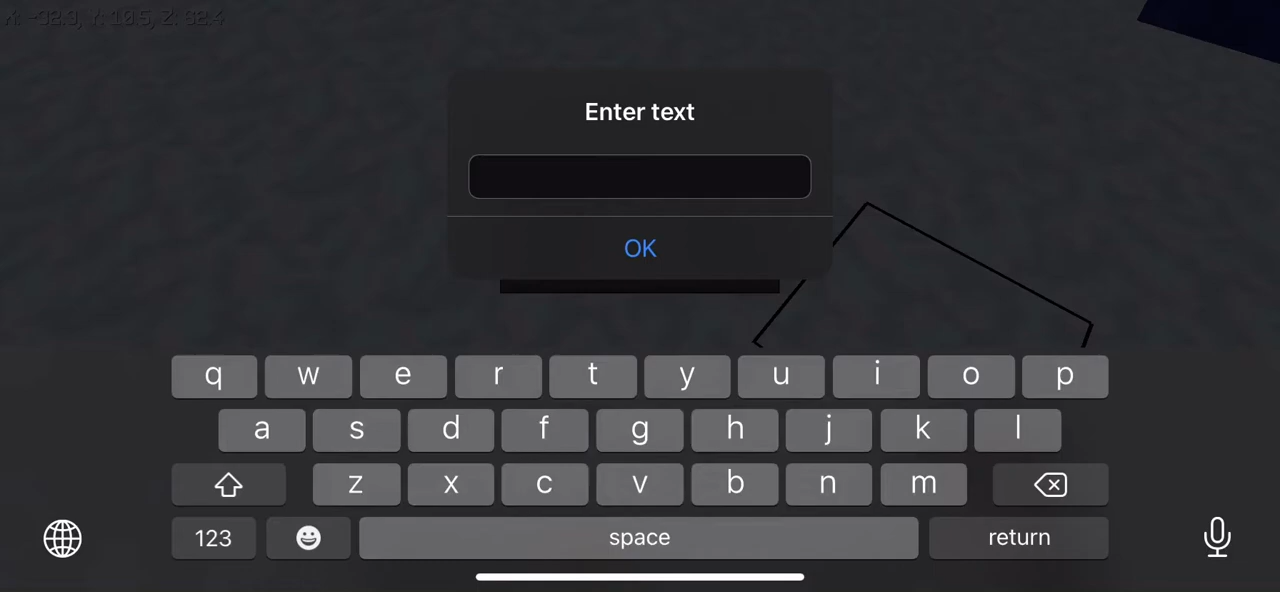 Enter text
OK
q w e r t y u i o p
a s d f g h j k l
z x c v b n m
123 space return